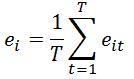 $e_i = \frac{1}{T} \sum_{t=1}^{T} e_{it}$